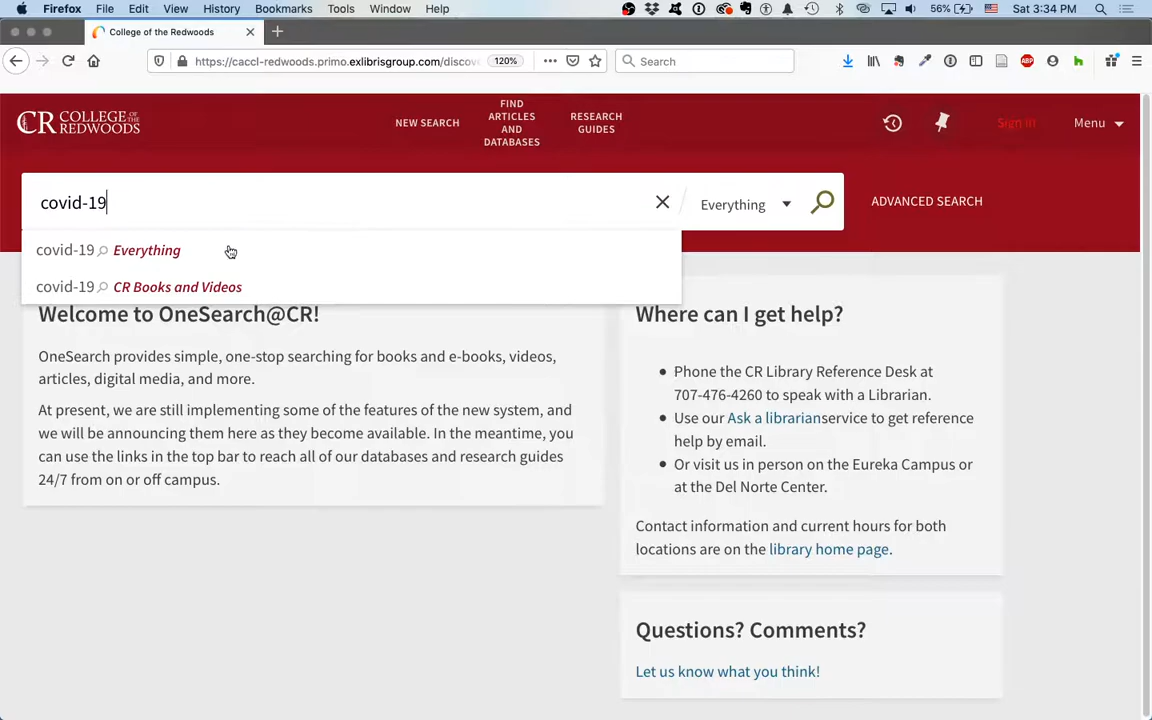 Firefox File Edit View History Bookmarks Tools Window Help 56% Sat 3:34 PM
College of the Redwoods
https://caccl-redwoods.primo.exlibrisgroup.com/discov 120% Search ABP
CR COLLEGE OF THE REDWOODS
NEW SEARCH
FIND ARTICLES AND DATABASES
RESEARCH GUIDES
Sign in
Menu
covid-19
Everything
ADVANCED SEARCH
covid-19 Everything
covid-19 CR Books and Videos
Welcome to OneSearch@CR!
OneSearch provides simple, one-stop searching for books and e-books, videos,
articles, digital media, and more.
At present, we are still implementing some of the features of the new system, and
we will be announcing them here as they become available. In the meantime, you
can use the links in the top bar to reach all of our databases and research guides
24/7 from on or off campus.
Where can I get help?
Phone the CR Library Reference Desk at
707-476-4260 to speak with a Librarian.
Use our Ask a librarianservice to get reference
help by email.
Or visit us in person on the Eureka Campus or
at the Del Norte Center.
Contact information and current hours for both
locations are on the library home page.
Questions? Comments?
Let us know what you think!